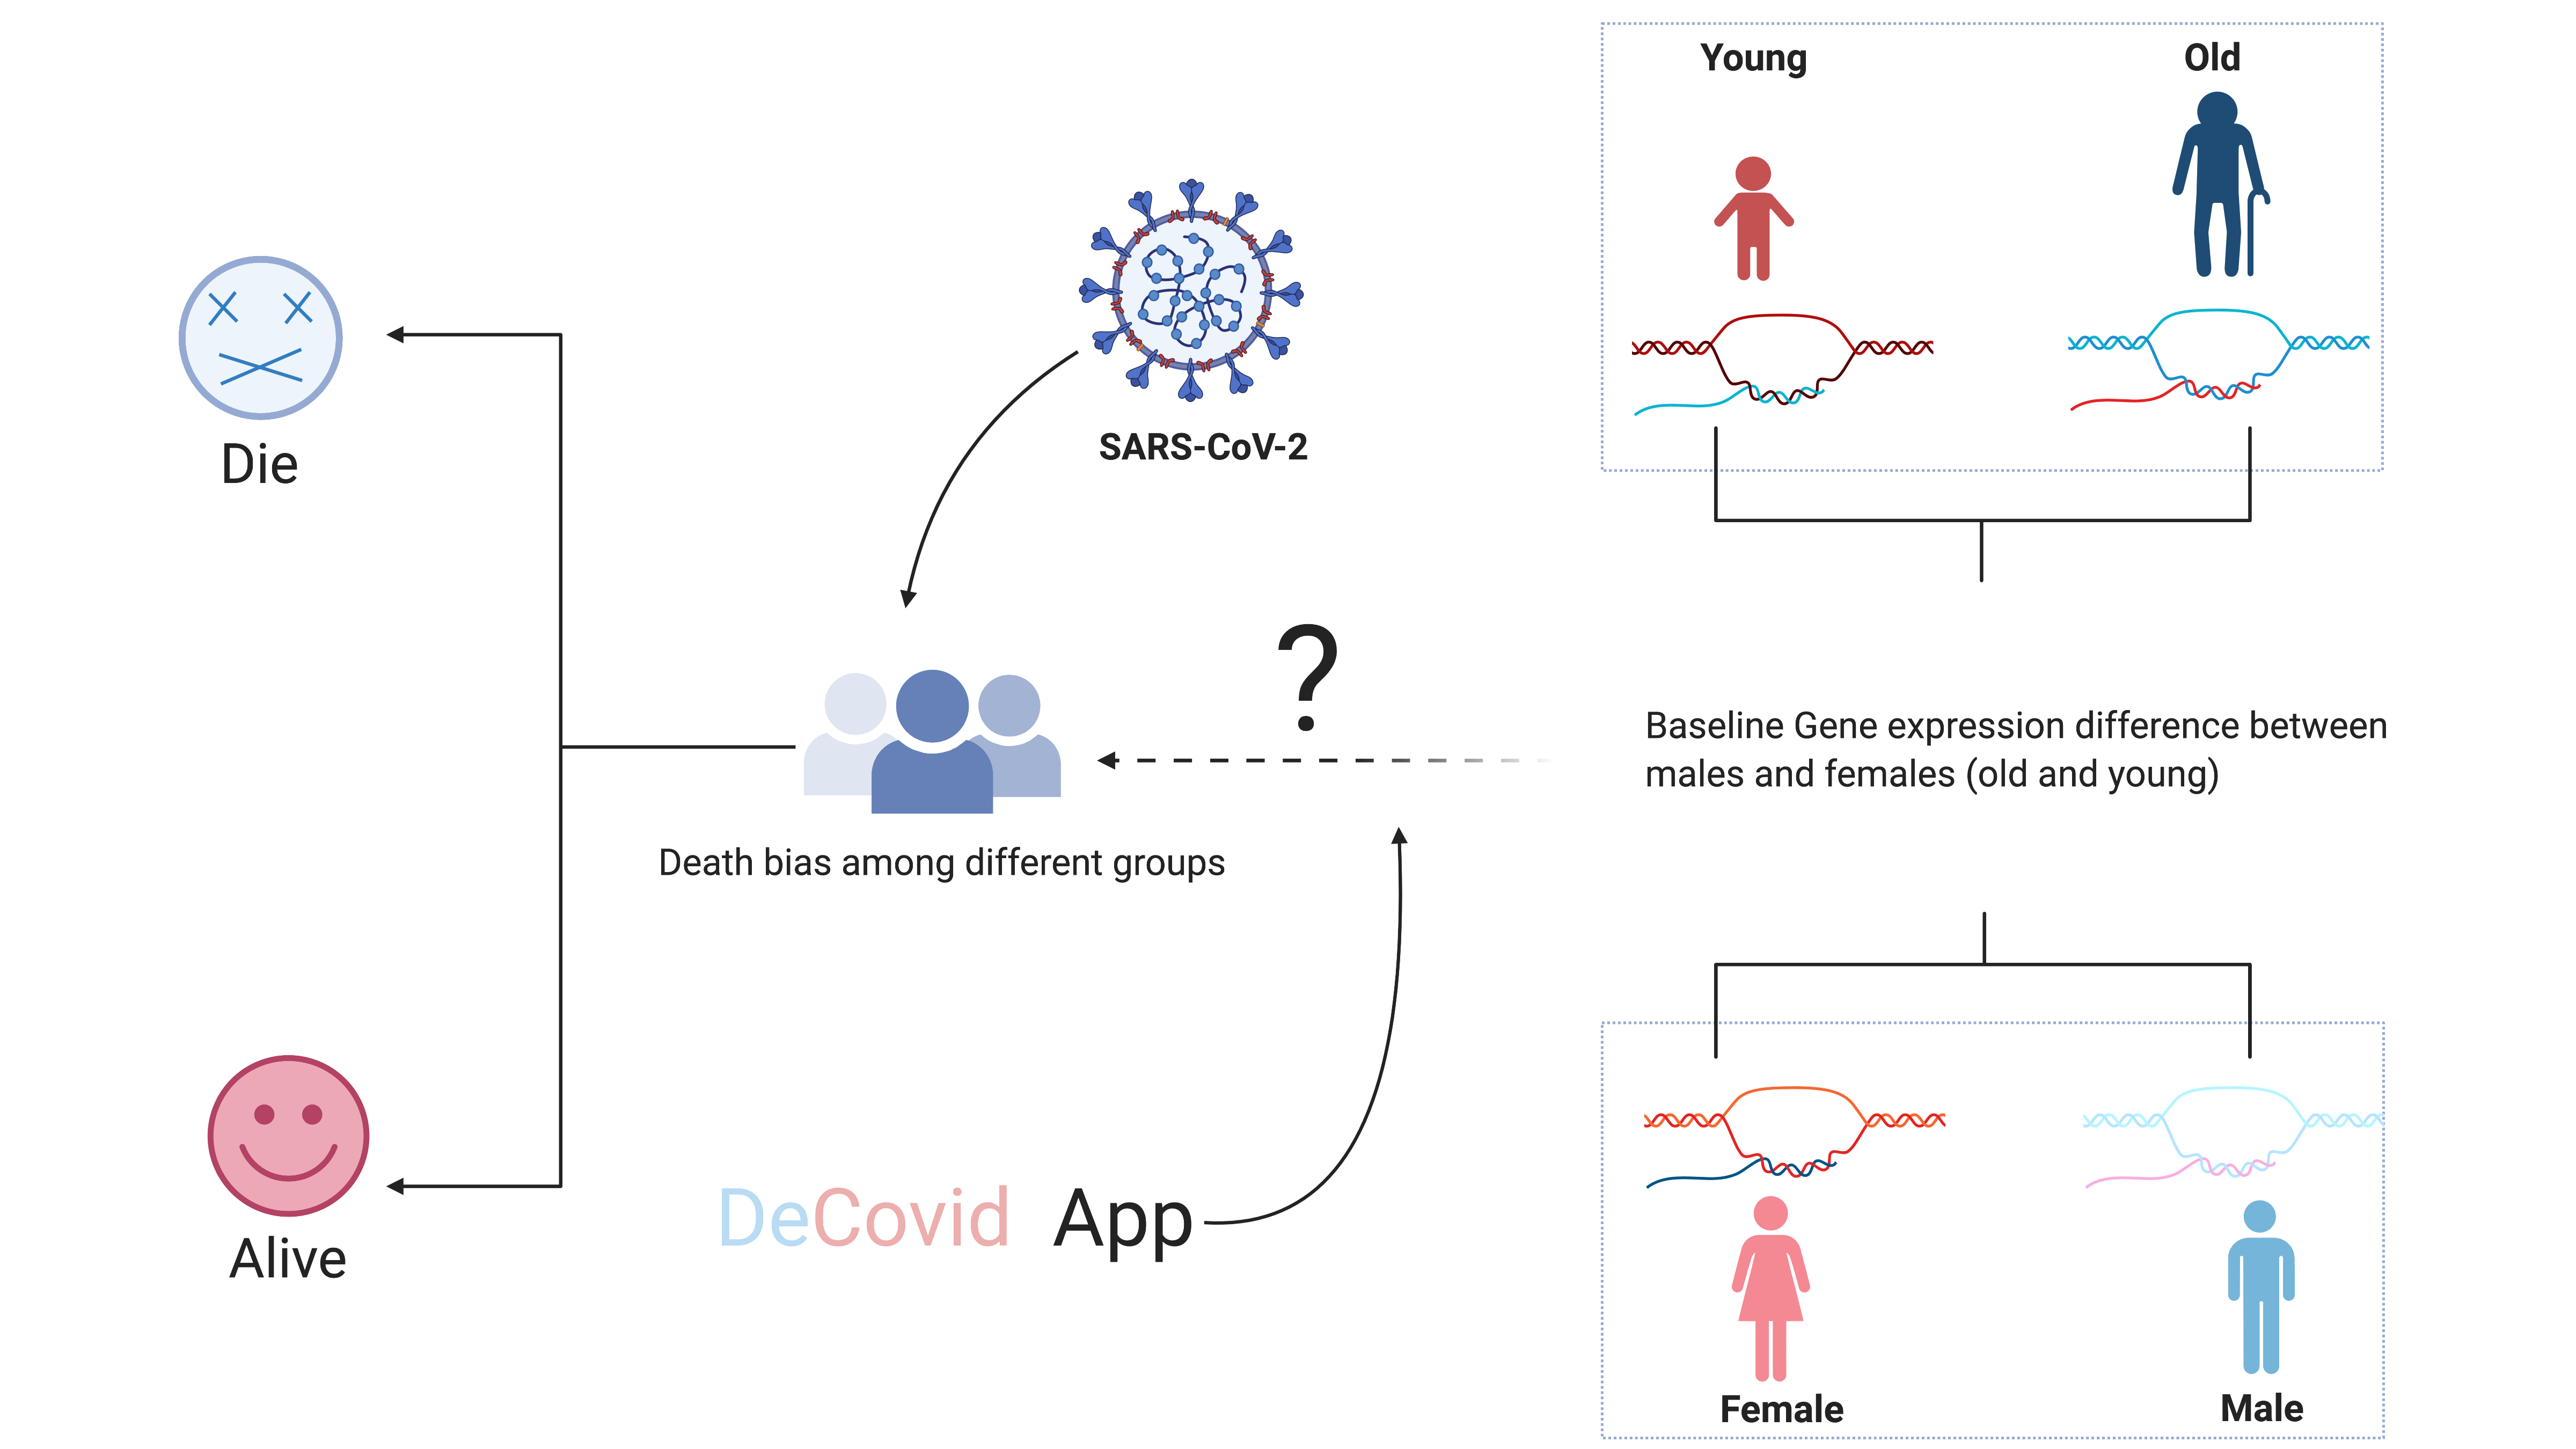 Young
Old
SARS-CoV-2
Die
?
Baseline Gene expression difference between
males and females (old and young)
Death bias among different groups
DeCovid App
Alive
Female
Male